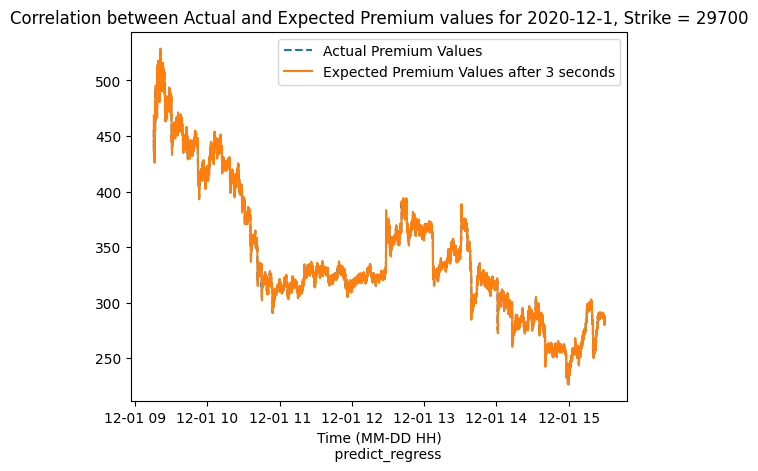 Correlation between Actual and Expected Premium values for 2020-12-1, Strike = 29700
Actual Premium Values
Expected Premium Values after 3 seconds
500
450
400
350
300
250
12-01 09 12-01 10 12-01 11 12-01 12 12-01 13 12-01 14 12-01 15
Time (MM-DD HH)
predict_regress